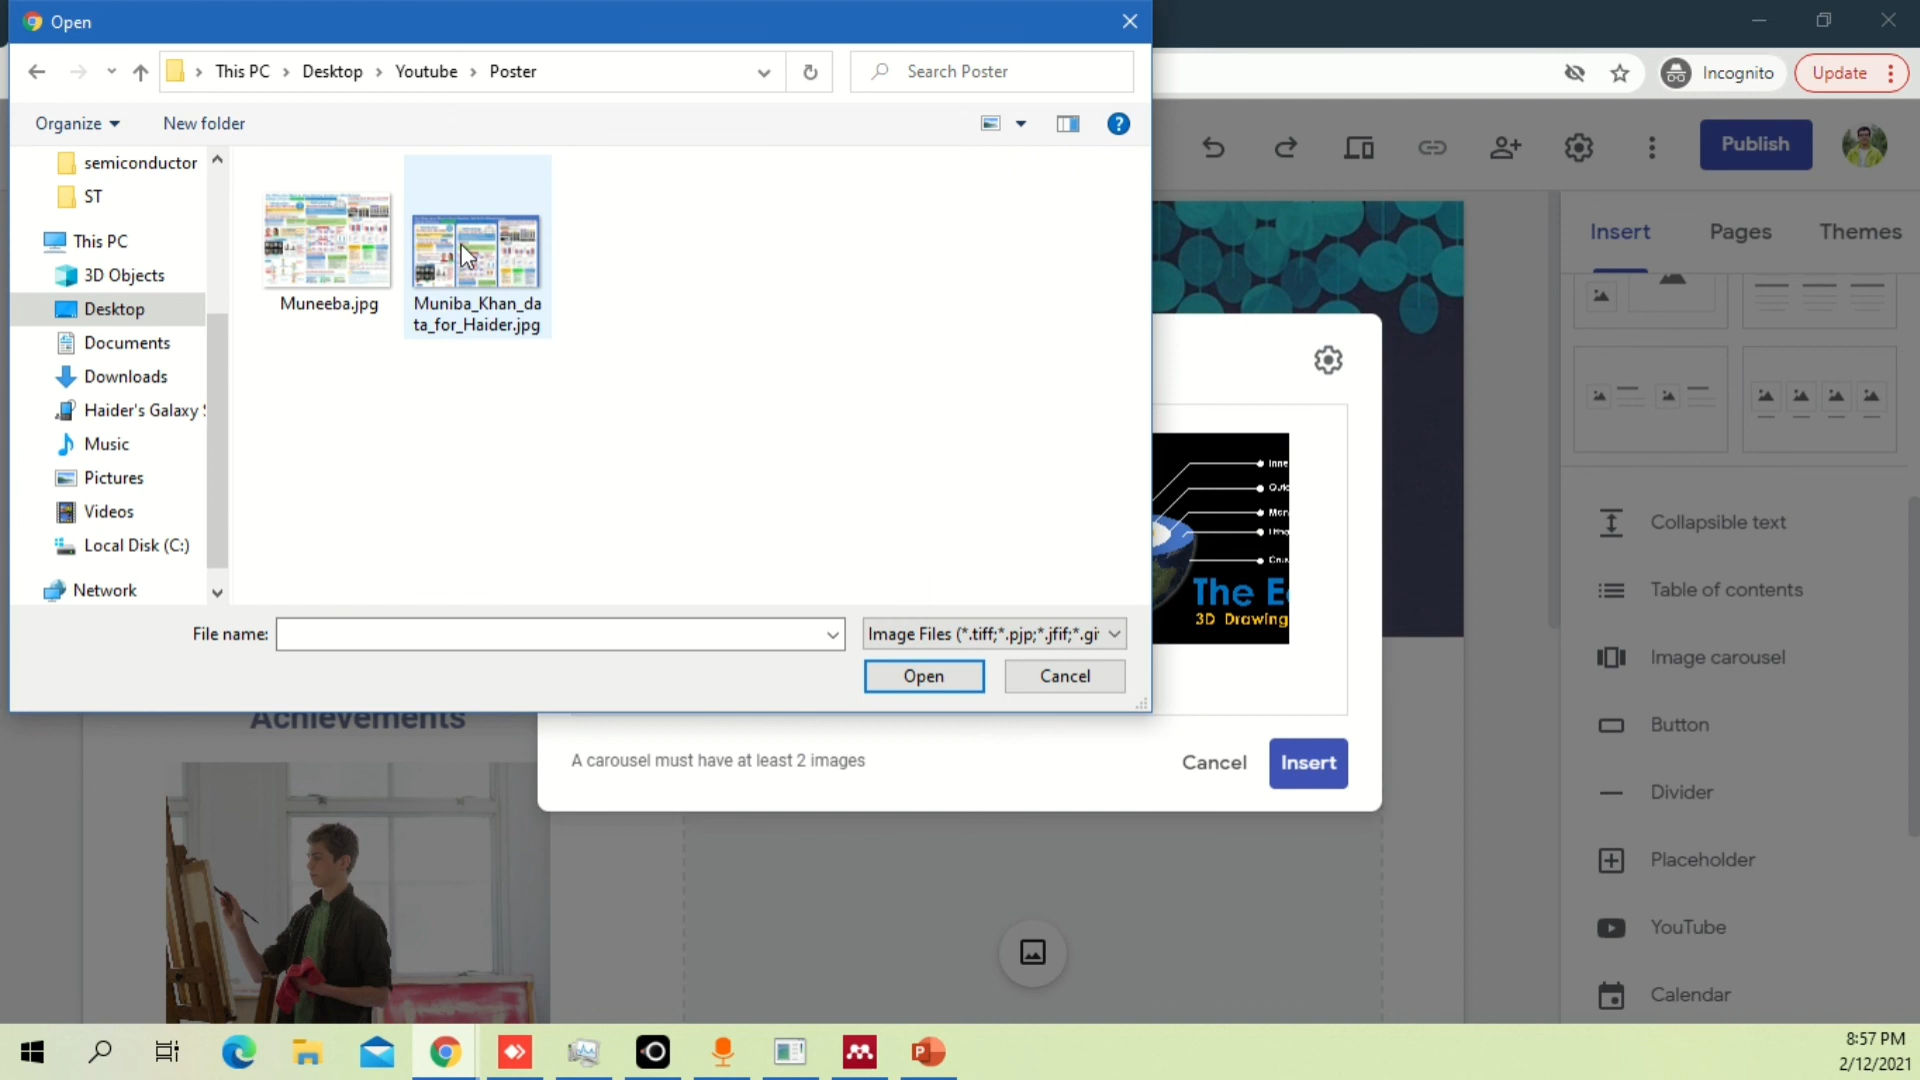 Open
This PC
Desktop
Youtube
Poster
Search Poster
Incognito
Update
Organize
New folder
Publish
semiconductor
ST
This PC
3D Objects
Desktop
Documents
Downloads
Haider's Galaxy
Music
Pictures
Videos
Local Disk (C:)
Network
Muneeba.jpg
Muniba_Khan_da
ta_for_Haider.jpg
Insert
Pages
Themes
File name:
Image Files (*.tiff;*.pjp;*.jfif;*.gi
Open
Cancel
The E
3D Drawing
Achievements
A carousel must have at least 2 images
Cancel
Insert
Collapsible text
Table of contents
Image carousel
Button
Divider
Placeholder
YouTube
Calendar
8:57 PM
2/12/2021